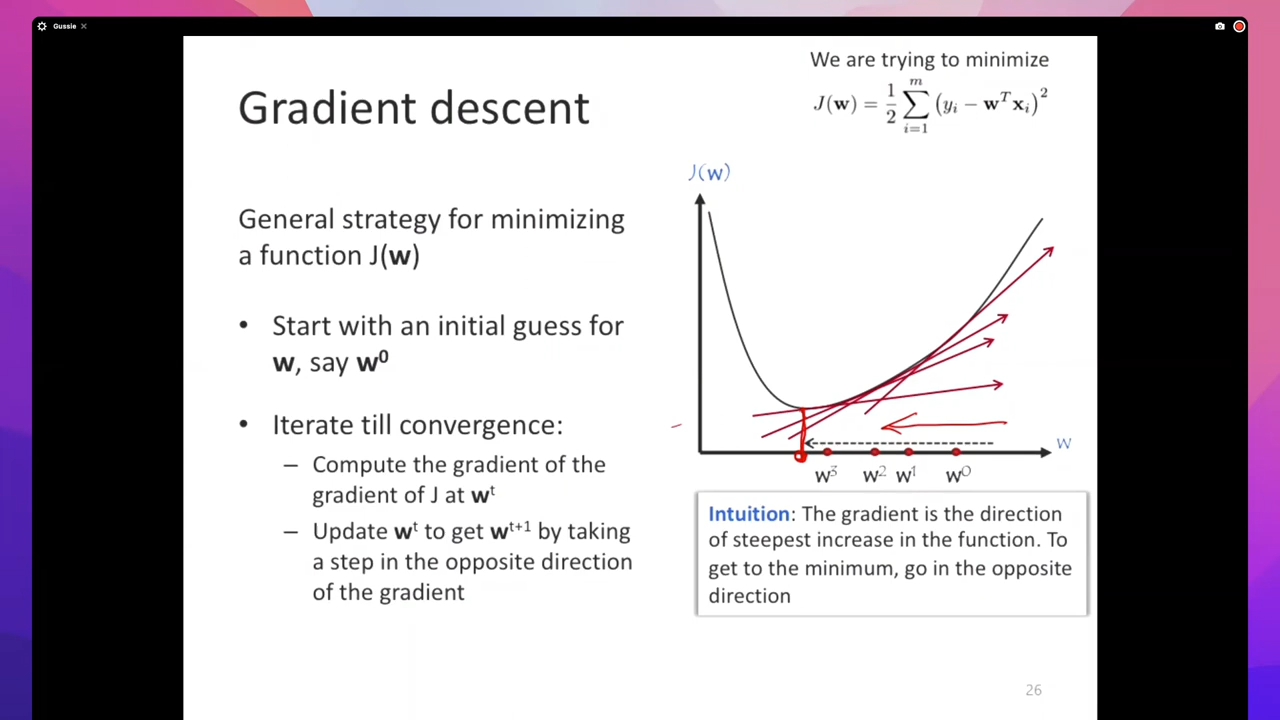 Gussie
We are trying to minimize
J(w) = 1/2 ∑_{i=1}^{m} (y_i − w^T x_i)^2
Gradient descent
General strategy for minimizing
a function J(w)
• Start with an initial guess for
w, say w⁰
• Iterate till convergence:
– Compute the gradient of the
gradient of J at wᵗ
– Update wᵗ to get wᵗ⁺¹ by taking
a step in the opposite direction
of the gradient
J(w)
w
w³ w² w¹ w⁰
Intuition: The gradient is the direction
of steepest increase in the function. To
get to the minimum, go in the opposite
direction
26